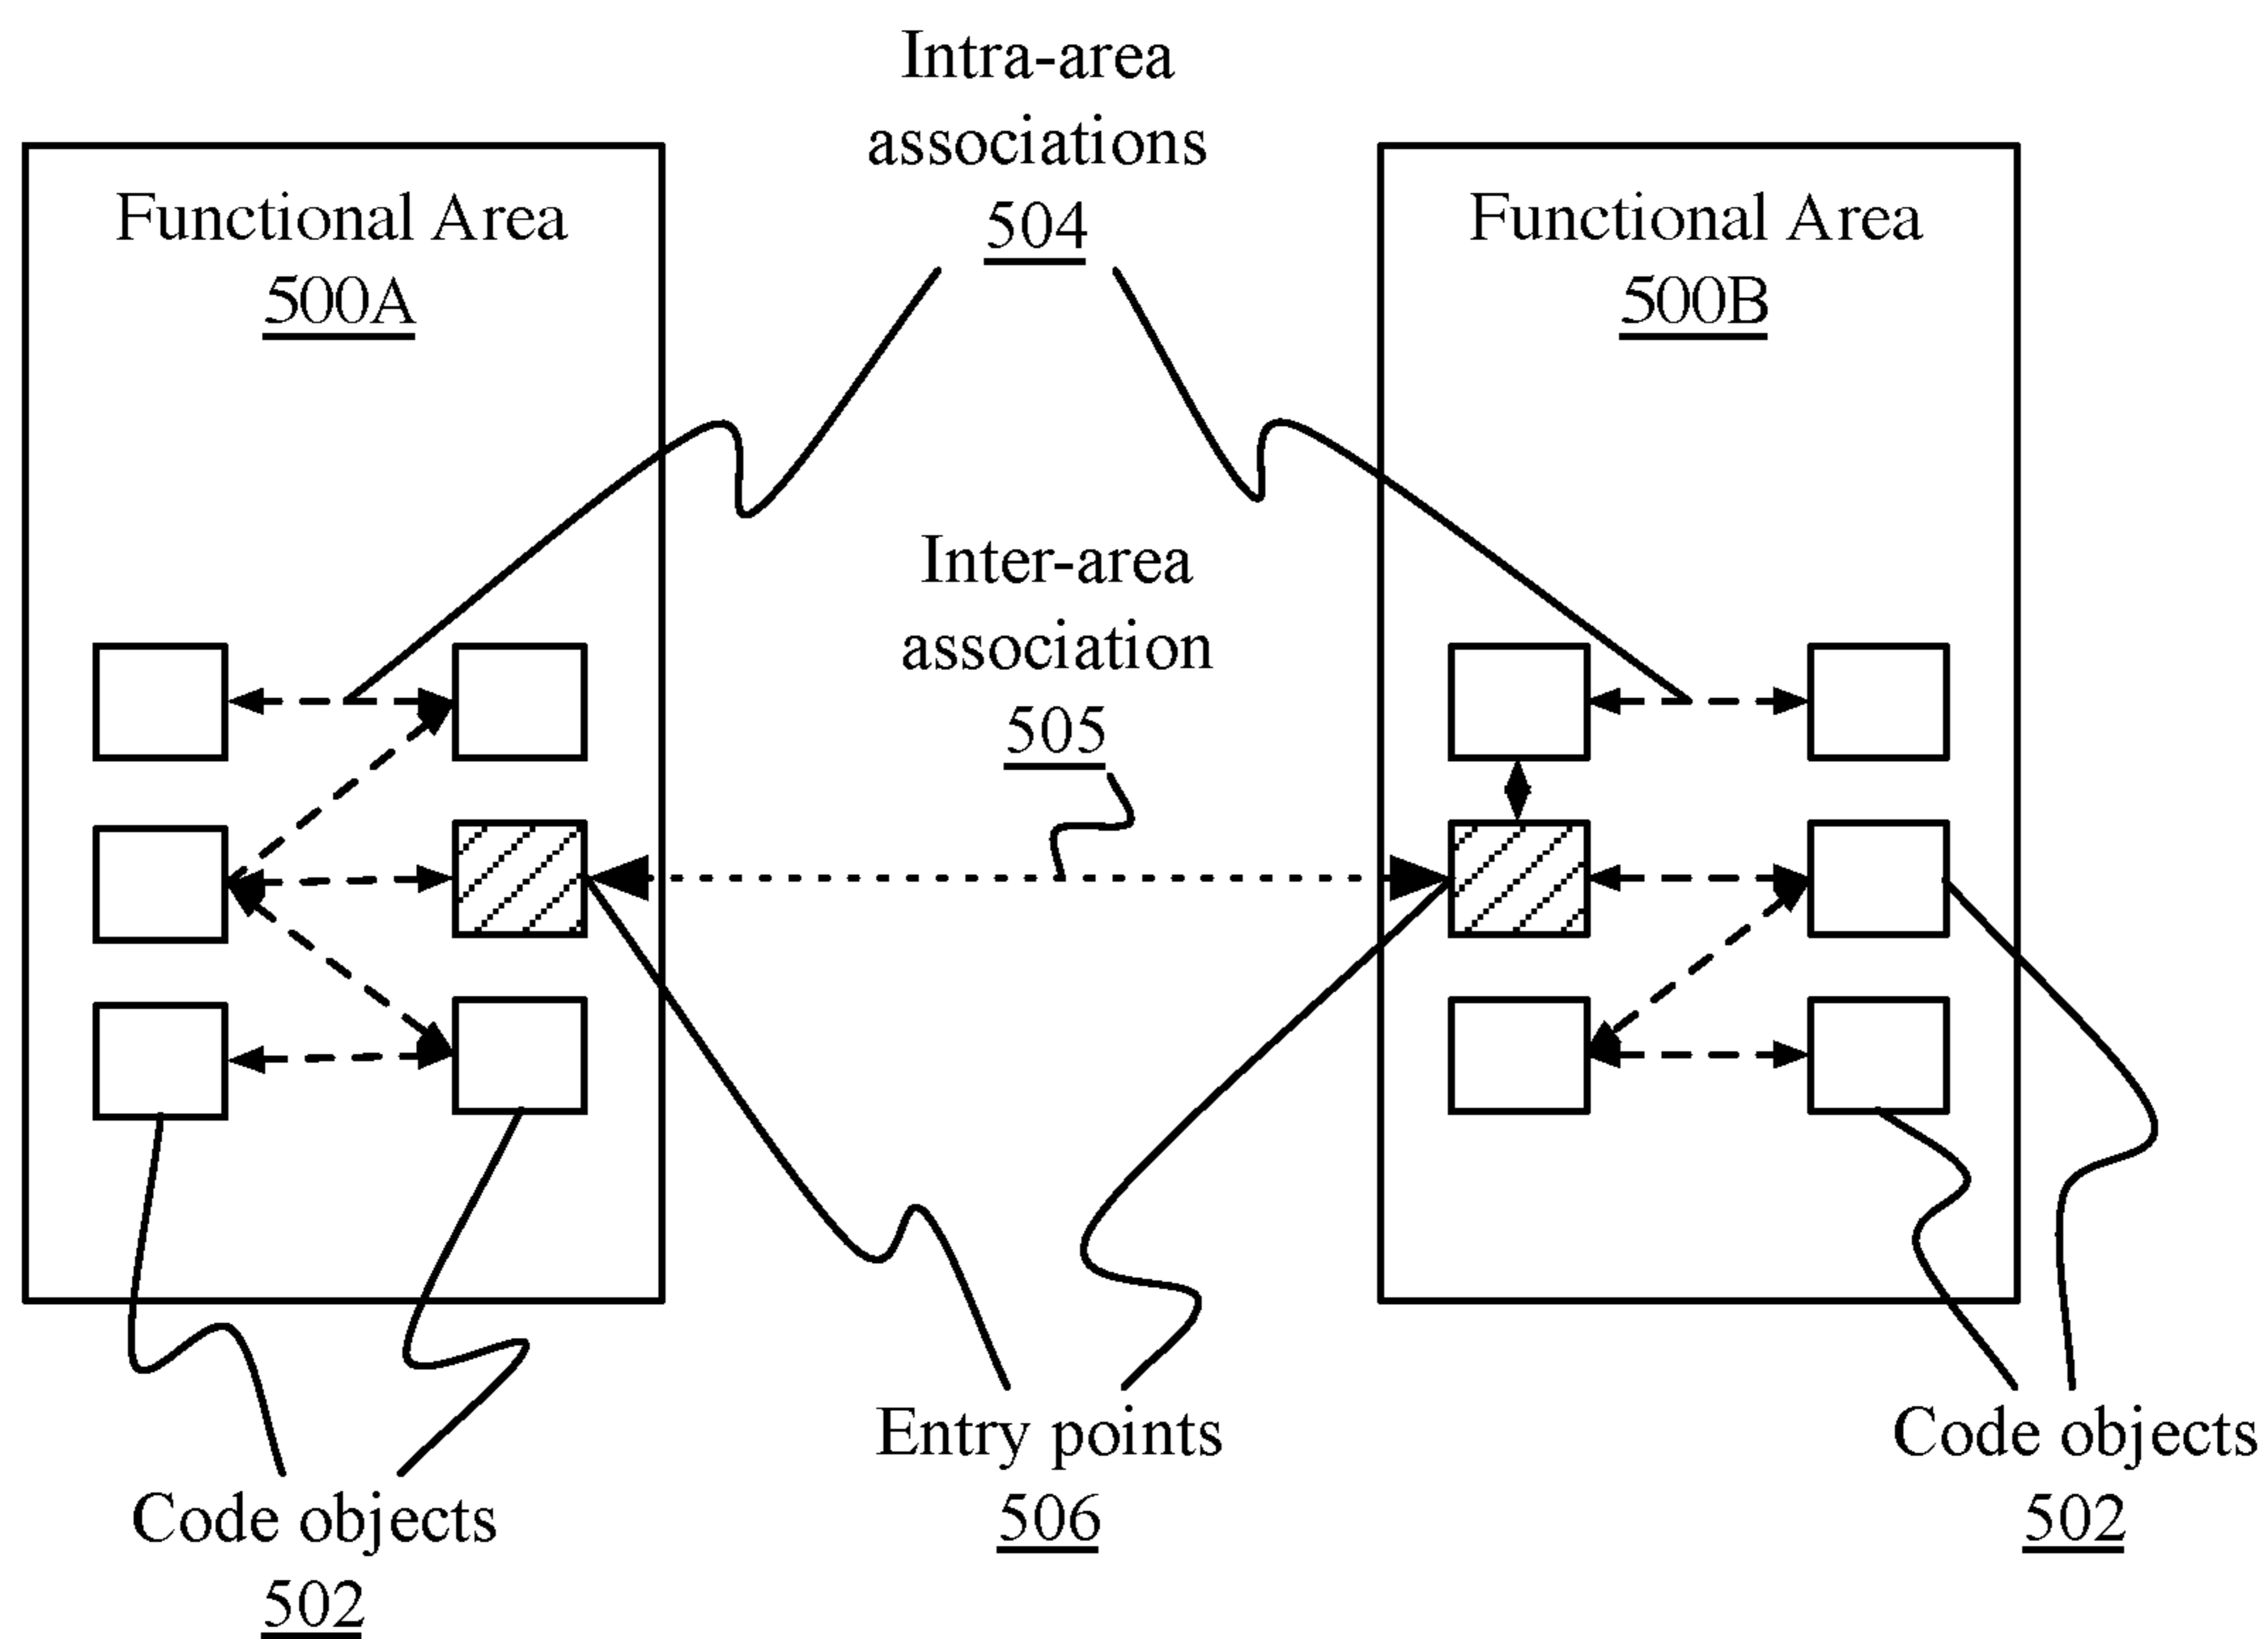 Intra-area
associations
504
Functional Area
500A
Functional Area
500B
Inter-area
association
505
Entry points
506
Code objects
502
Code objects
502